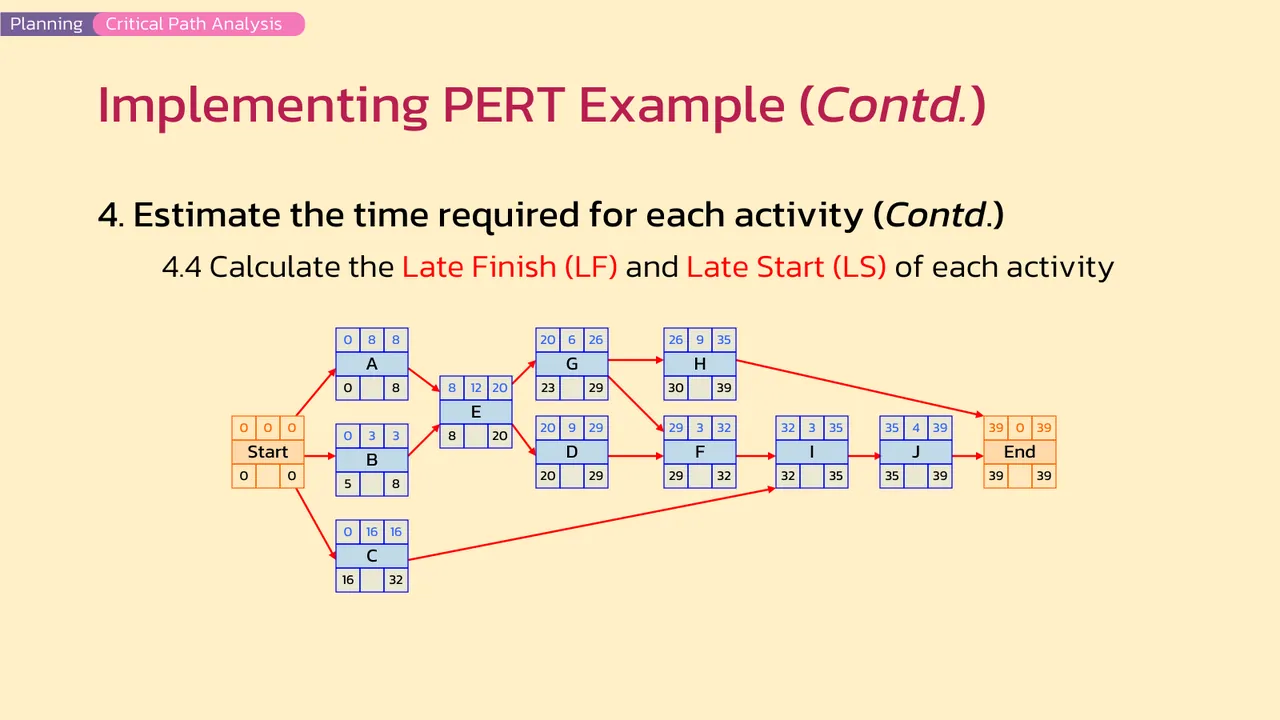 Planning Critical Path Analysis
Implementing PERT Example (Contd.)
4. Estimate the time required for each activity (Contd.)
4.4 Calculate the Late Finish (LF) and Late Start (LS) of each activity
0 0 0
Start
0 0
0 8 8
A
0 8
0 3 3
B
5 8
0 16 16
C
16 32
8 12 20
E
8 20
20 6 26
G
23 29
20 9 29
D
20 29
26 9 35
H
30 39
29 3 32
F
29 32
32 3 35
I
32 35
35 4 39
J
35 39
39 0 39
End
39 39